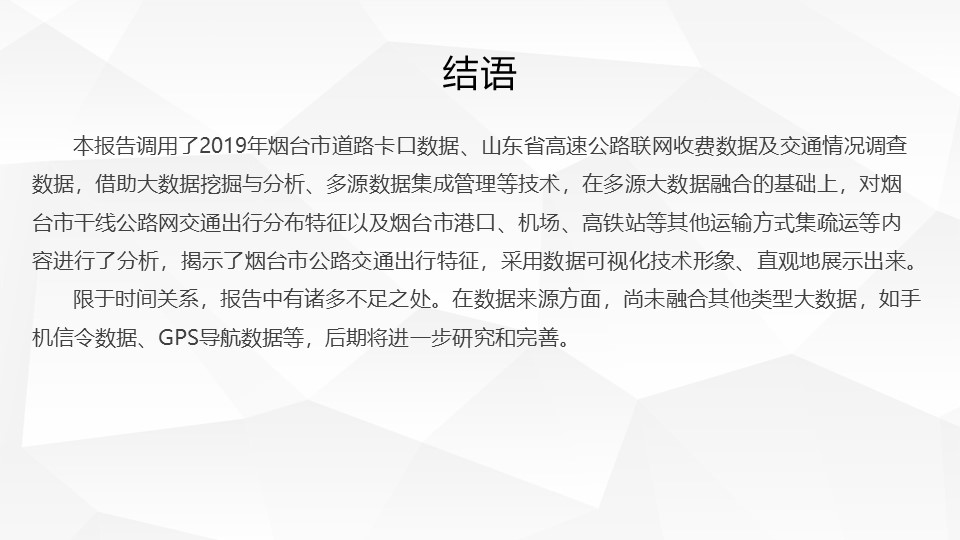 结语
本报告调用了2019年烟台市道路卡口数据、山东省高速公路联网收费数据及交通情况调查
数据，借助大数据挖掘与分析、多源数据集成管理等技术，在多源大数据融合的基础上，对烟
台市干线公路网交通出行分布特征以及烟台市港口、机场、高铁站等其他运输方式集疏运等内
容进行了分析，揭示了烟台市公路交通出行特征，采用数据可视化技术形象、直观地展示出来。
限于时间关系，报告中有诸多不足之处。在数据来源方面，尚未融合其他类型大数据，如手
机信令数据、GPS导航数据等，后期将进一步研究和完善。